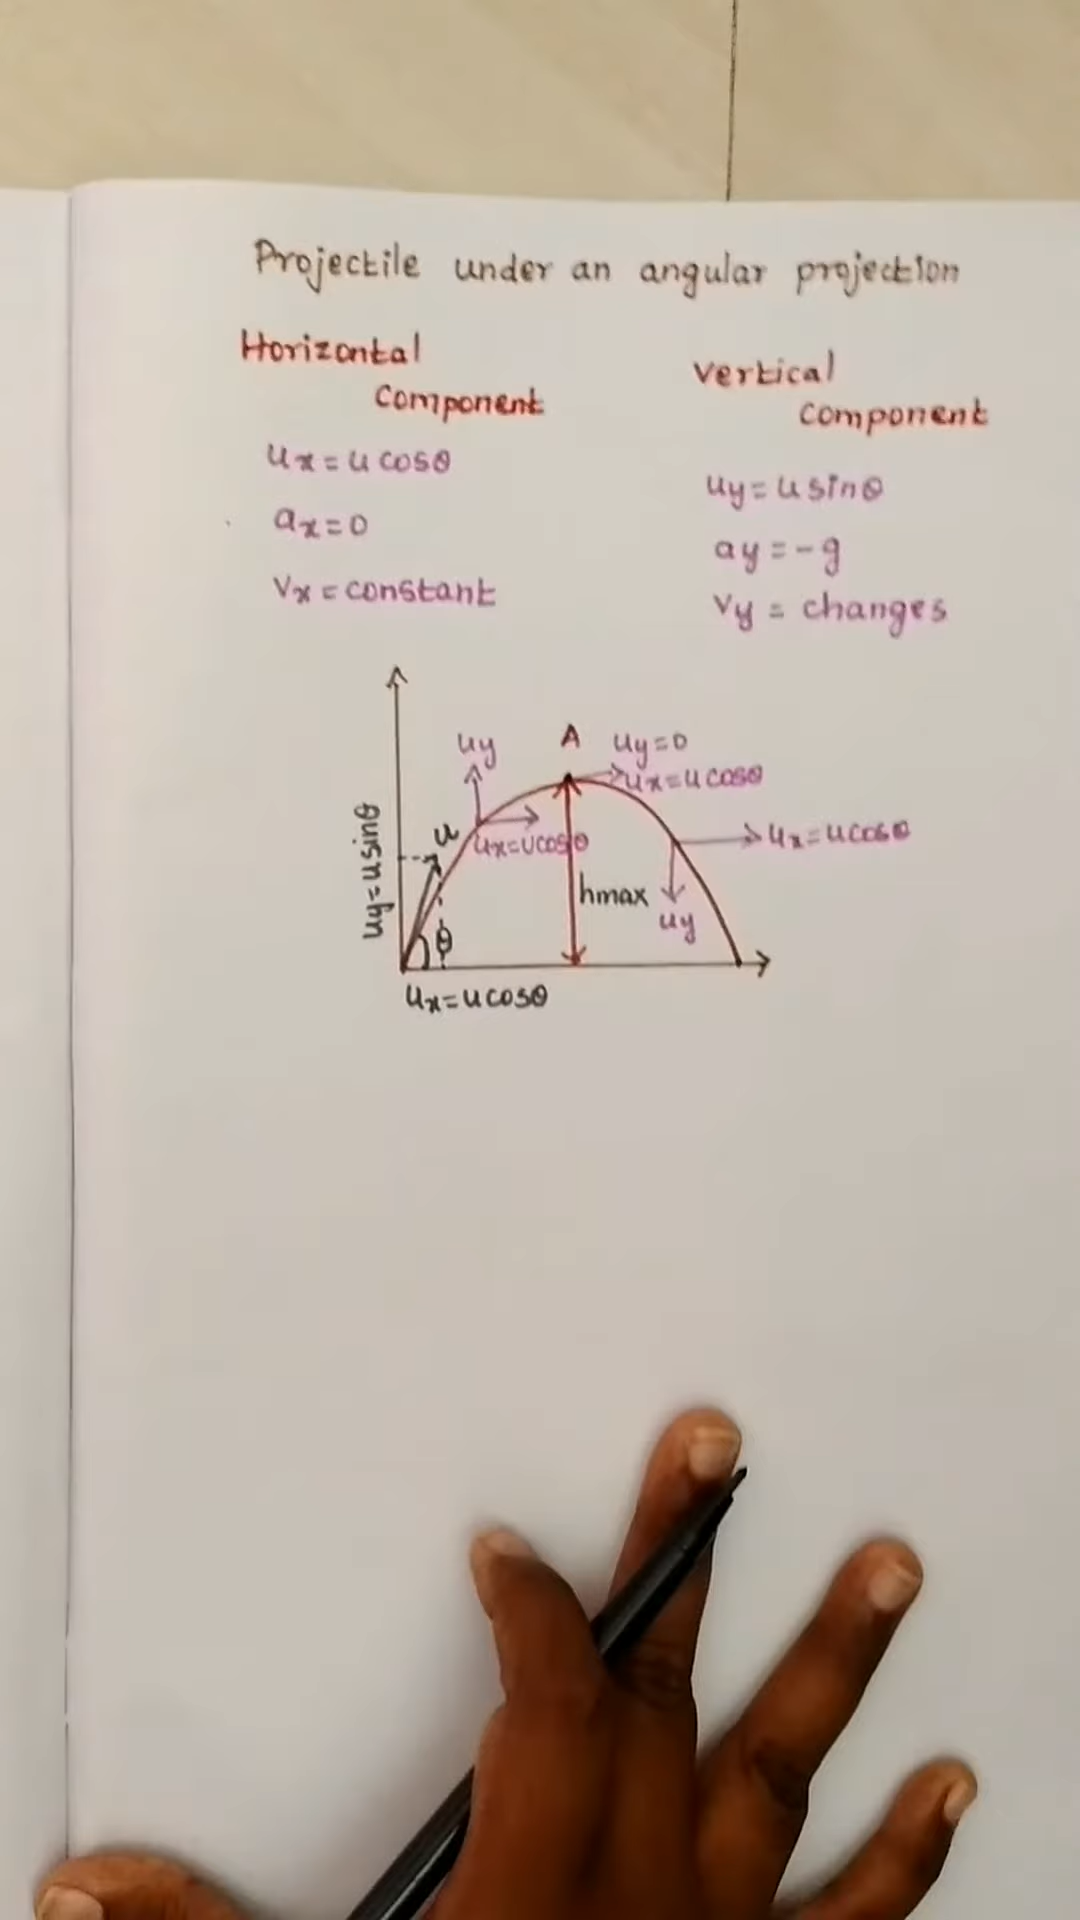 Projectile under an angular projection
Horizontal
component
ux = u cosθ
ax = 0
Vx = constant
vertical
component
uy = u sinθ
ay = -g
Vy = changes
uy
A
uy = 0
ux = u cosθ
uy = u sinθ
u
ux = u cosθ
ux = u cosθ
hmax
uy
θ
ux = u cosθ